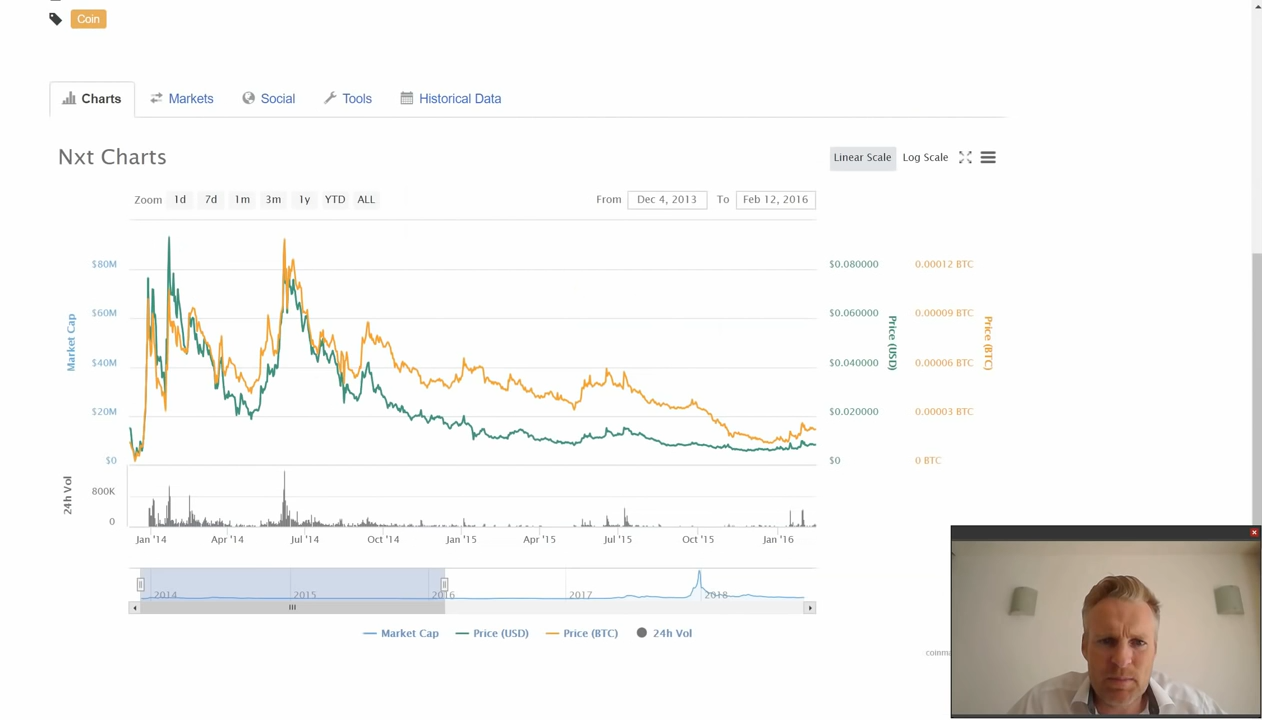 Coin
Charts Markets Social Tools Historical Data
Nxt Charts
Linear Scale Log Scale
Zoom 1d 7d 1m 3m 1y YTD ALL From Dec 4, 2013 To Feb 12, 2016
$80M $0.080000 0.00012 BTC
$60M $0.060000 0.00009 BTC
Market Cap
Price (USD)
Price (BTC)
$40M $0.040000 0.00006 BTC
$20M $0.020000 0.00003 BTC
$0 $0 0 BTC
24h Vol
800K
0
Jan '14 Apr '14 Jul '14 Oct '14 Jan '15 Apr '15 Jul '15 Oct '15 Jan '16
2014 2015 2016 2017 2018
Market Cap Price (USD) Price (BTC) 24h Vol